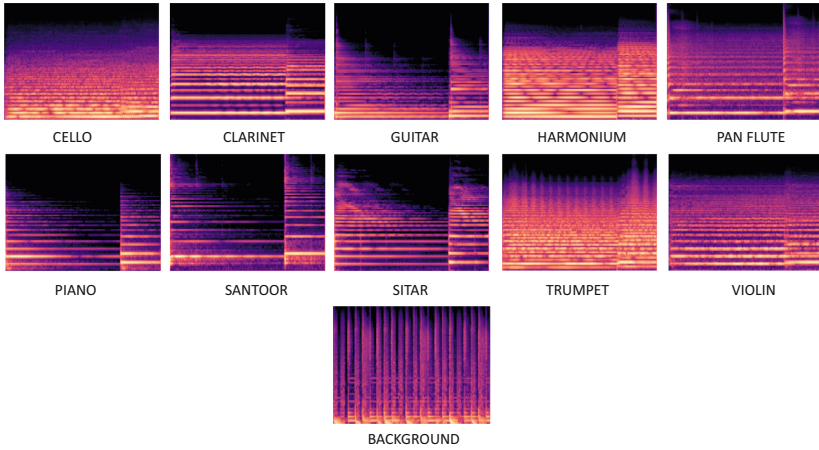 CELLO
CLARINET
GUITAR
HARMONIUM
PAN FLUTE
PIANO
SANTOOR
SITAR
TRUMPET
VIOLIN
BACKGROUND